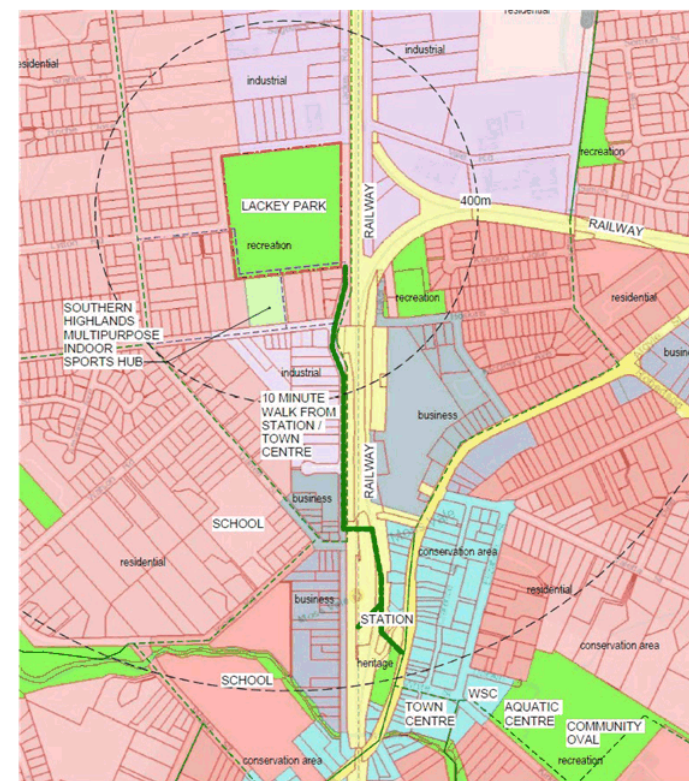 residential
residential
industrial
industrial
recreation
LACKEY PARK
recreation
RAILWAY
400m
RAILWAY
recreation
residential
SOUTHERN
HIGHLANDS
MULTIPURPOSE
INDOOR
SPORTS HUB
industrial
10 MINUTE
WALK FROM
STATION /
TOWN
CENTRE
business
RAILWAY
business
SCHOOL
residential
conservation area
business
STATION
residential
heritage
conservation area
SCHOOL
WSC
TOWN
CENTRE
AQUATIC
CENTRE
COMMUNITY
OVAL
conservation area
recreation